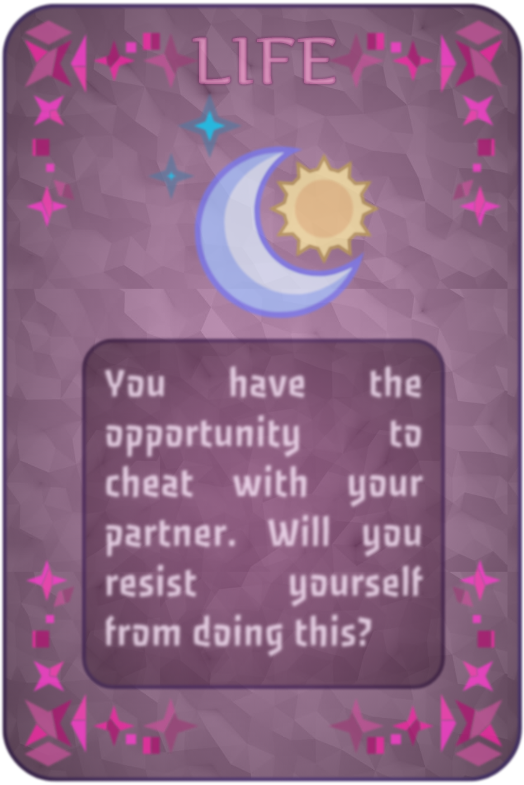 LIFE
You have the
opportunity to
cheat with your
partner. Will you
resist yourself
from doing this?